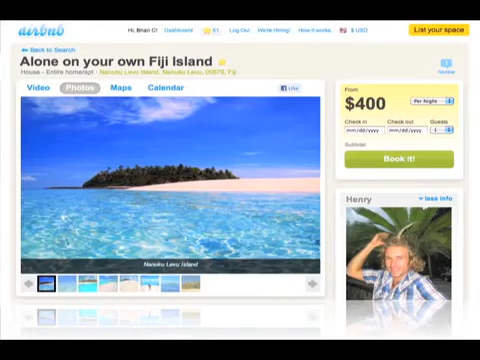 airbnb
Hi, Brian C!
Dashboard
51
Log Out
We're Hiring!
How it works
$ USD
List your space
Back to Search
Alone on your own Fiji Island
House - Entire home/apt - Nanuku Levu Island, Nanuku Levu, 00679, Fiji
1
review
Video
Photos
Maps
Calendar
Like
From
$400
Per Night
Check in
Check out
Guests
mm/dd/yyyy
mm/dd/yyyy
1
Subtotal
Book it!
Nanuku Levu Island
Henry
less info